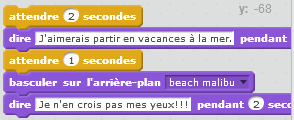 y: -68
attendre 2 secondes
dire J'aimerais partir en vacances à la mer. pendant
attendre 1 secondes
basculer sur l'arrière-plan beach malibu
dire Je n'en crois pas mes yeux!!! pendant 2 seco